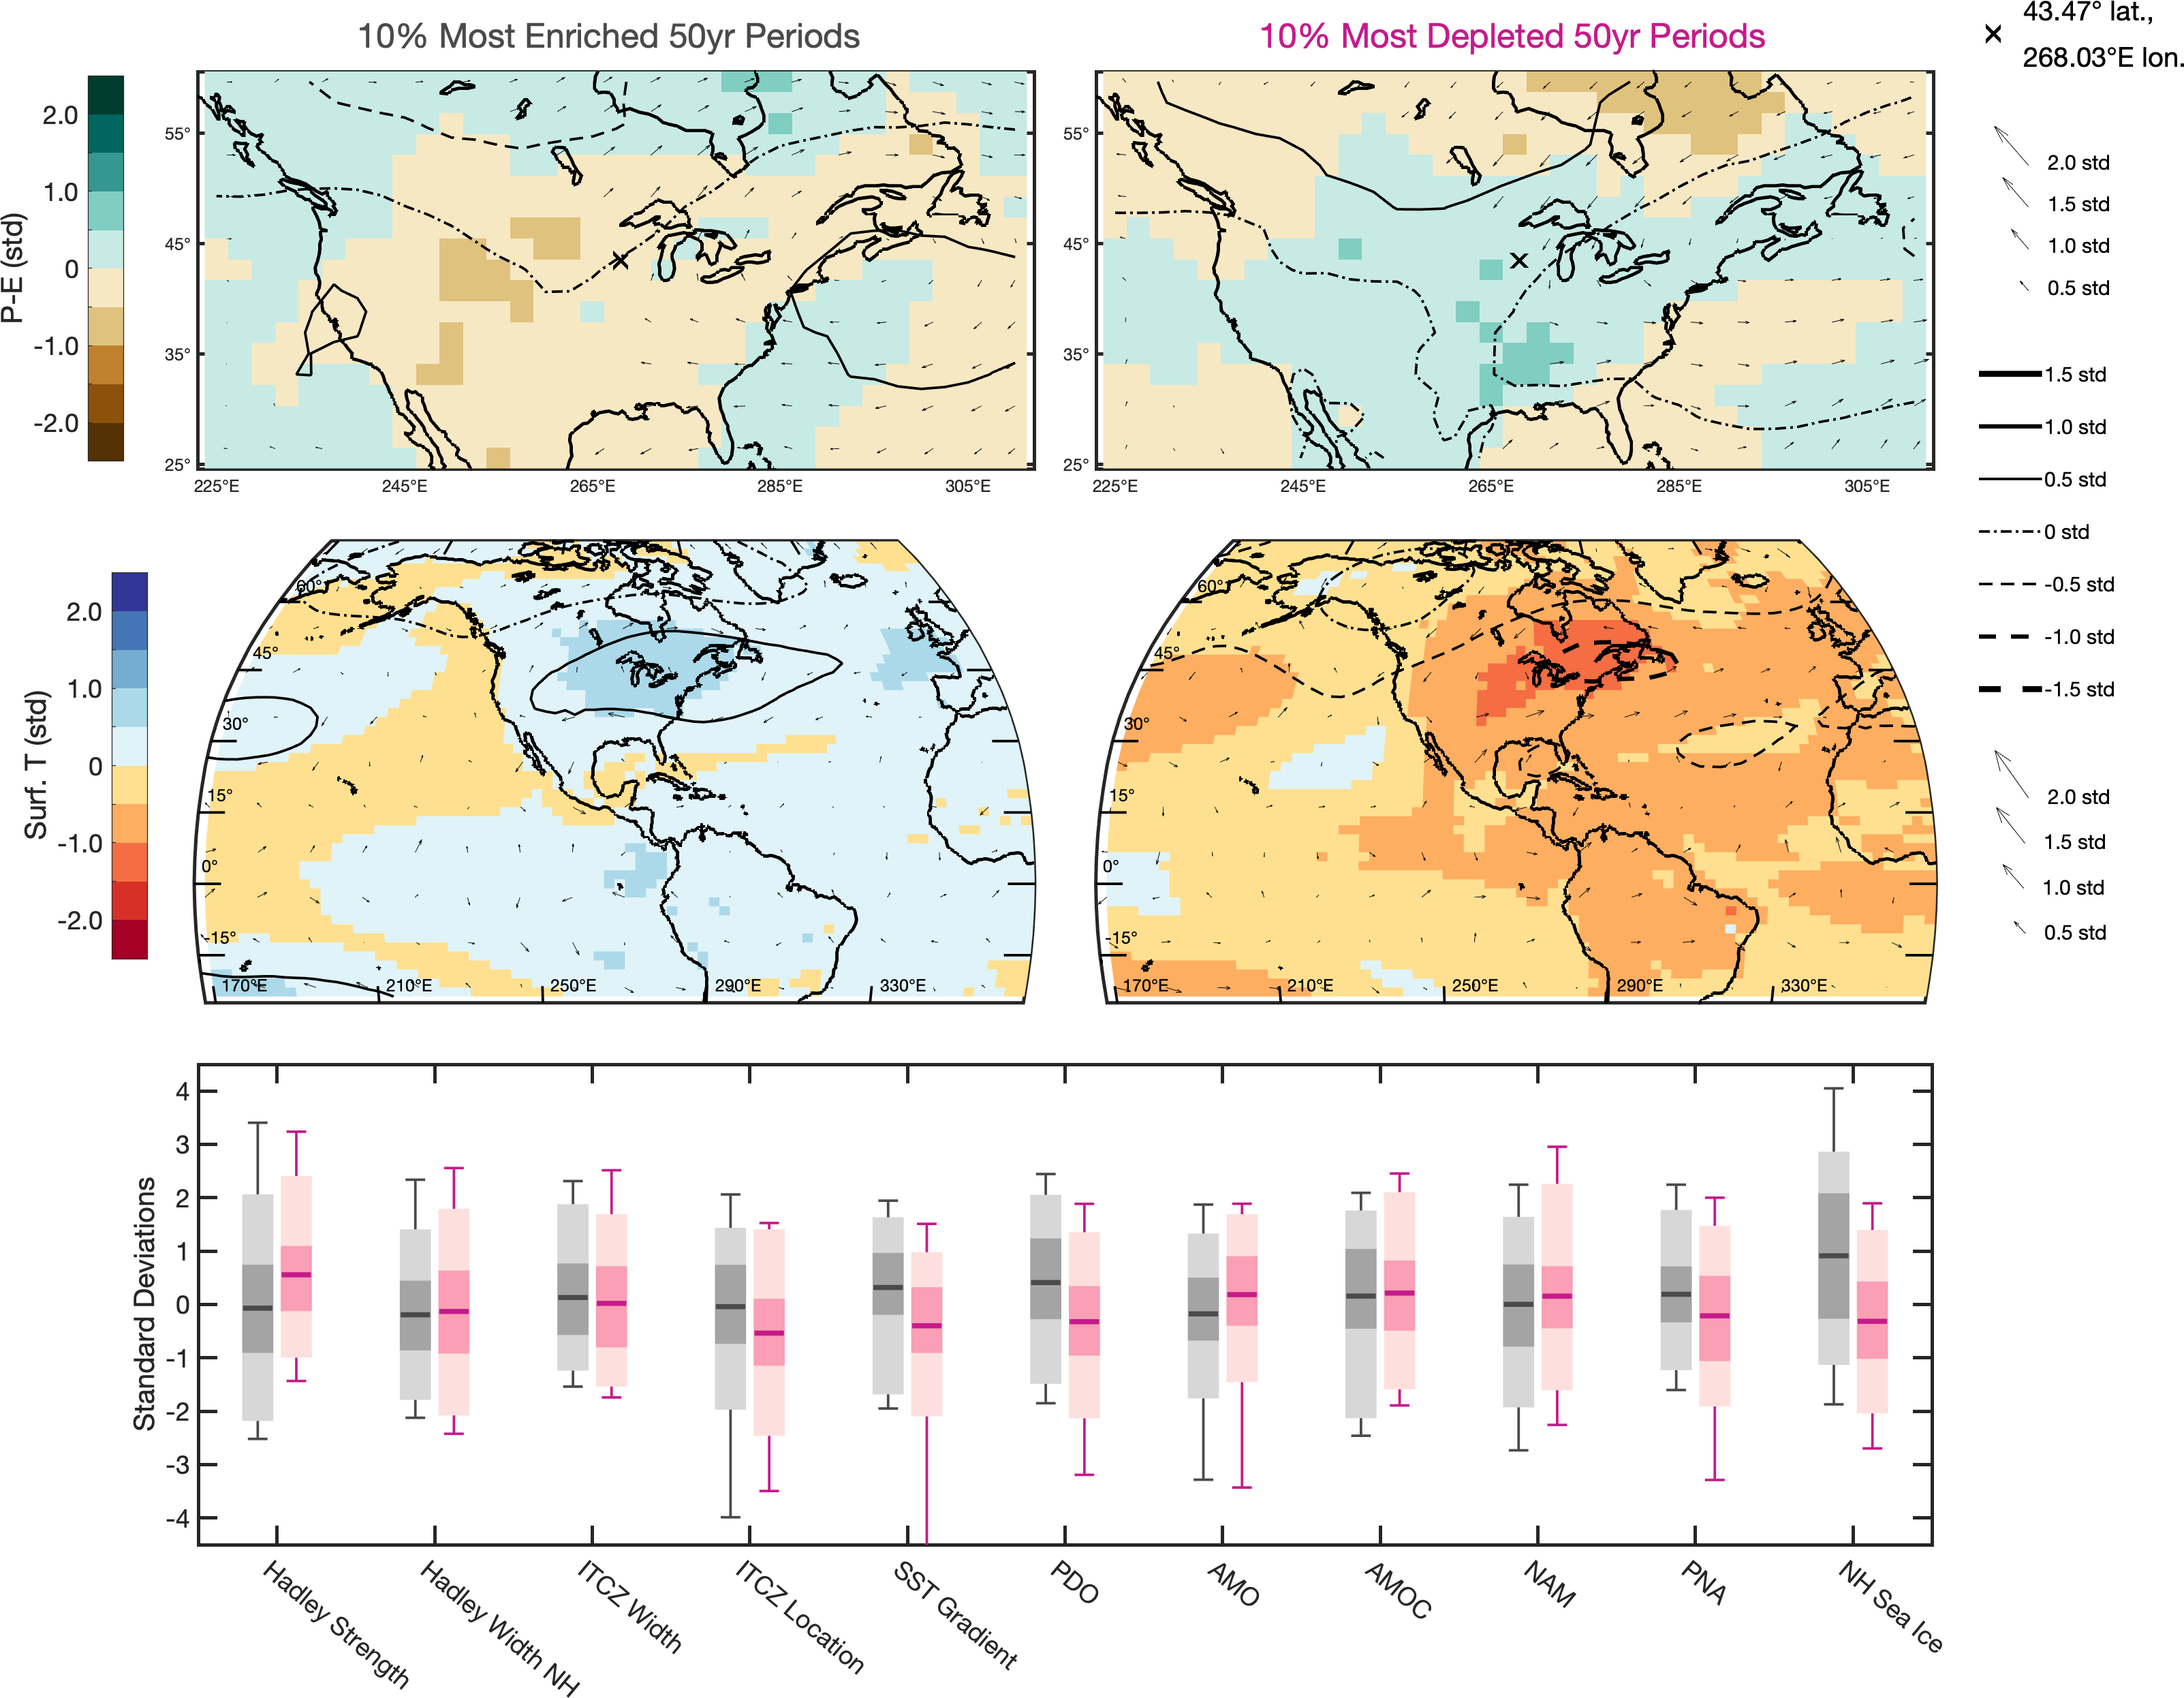 10% Most Enriched 50yr Periods
10% Most Depleted 50yr Periods
43.47° lat.,
268.03°E lon.
P-E (std)
2.0
1.0
0
-1.0
-2.0
55°
45°
35°
25°
225°E
245°E
265°E
285°E
305°E
55°
45°
35°
25°
225°E
245°E
265°E
285°E
305°E
2.0 std
1.5 std
1.0 std
0.5 std
1.5 std
1.0 std
0.5 std
0 std
-0.5 std
-1.0 std
-1.5 std
Surf. T (std)
2.0
1.0
0
-1.0
-2.0
60°
45°
30°
15°
0°
-15°
170°E
210°E
250°E
290°E
330°E
60°
45°
30°
15°
0°
-15°
170°E
210°E
250°E
290°E
330°E
2.0 std
1.5 std
1.0 std
0.5 std
Standard Deviations
4
3
2
1
0
-1
-2
-3
-4
Hadley Strength
Hadley Width NH
ITCZ Width
ITCZ Location
SST Gradient
PDO
AMO
AMOC
NAM
PNA
NH Sea Ice